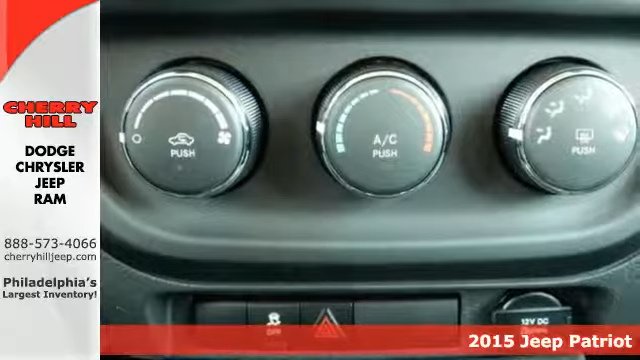 CHERRY
HILL
DODGE
CHRYSLER
JEEP
RAM
888-573-4066
cherryhilljeep.com
Philadelphia's
Largest Inventory!
PUSH
A/C
PUSH
PUSH
OFF
12V DC
2015 Jeep Patriot